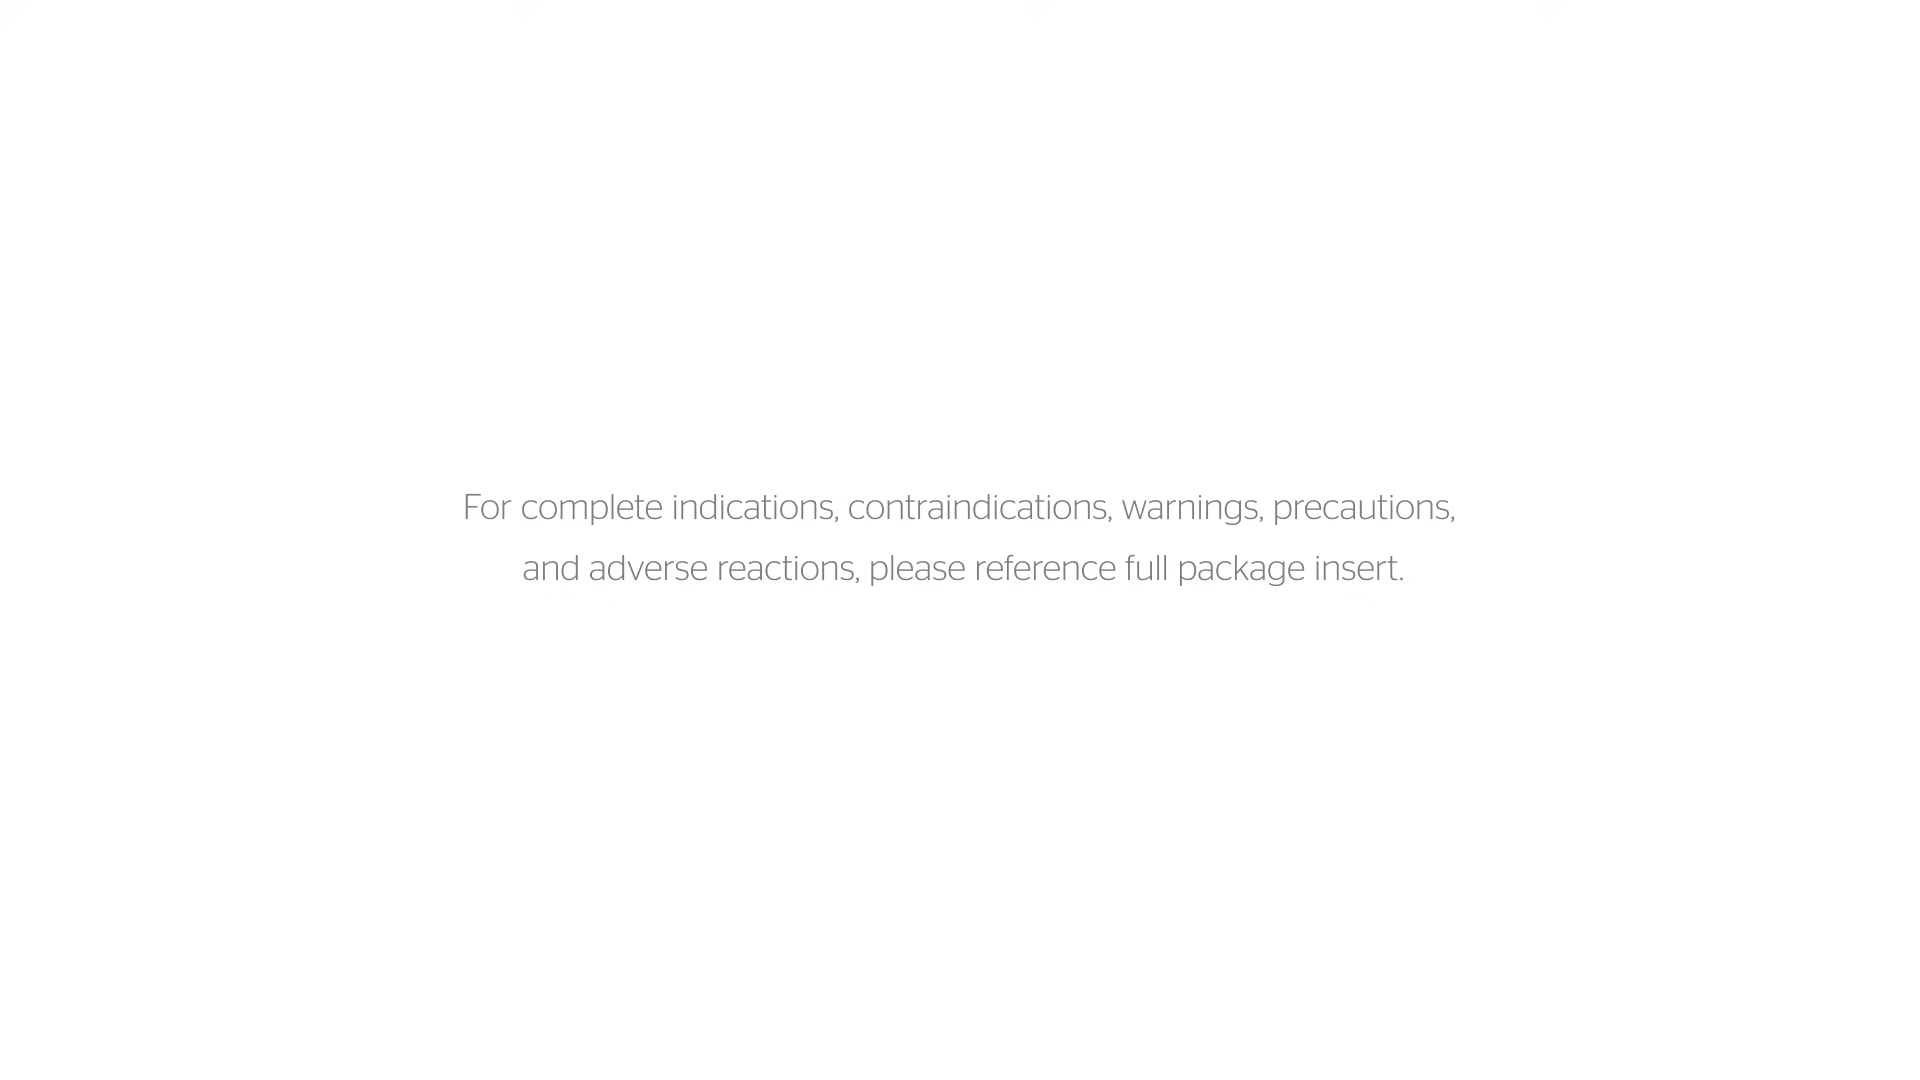 For complete indications, contraindications, warnings, precautions,
and adverse reactions, please reference full package insert.